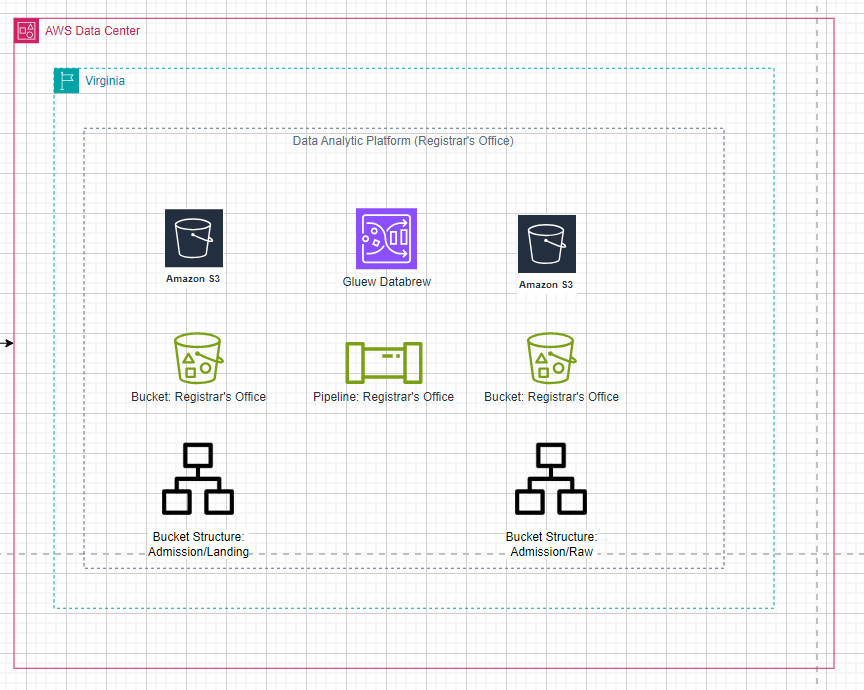 AWS Data Center
Virginia
Data Analytic Platform (Registrar's Office)
Amazon S3
Gluew Databrew
Amazon S3
Bucket: Registrar's Office
Pipeline: Registrar's Office
Bucket: Registrar's Office
Bucket Structure:
Admission/Landing
Bucket Structure:
Admission/Raw